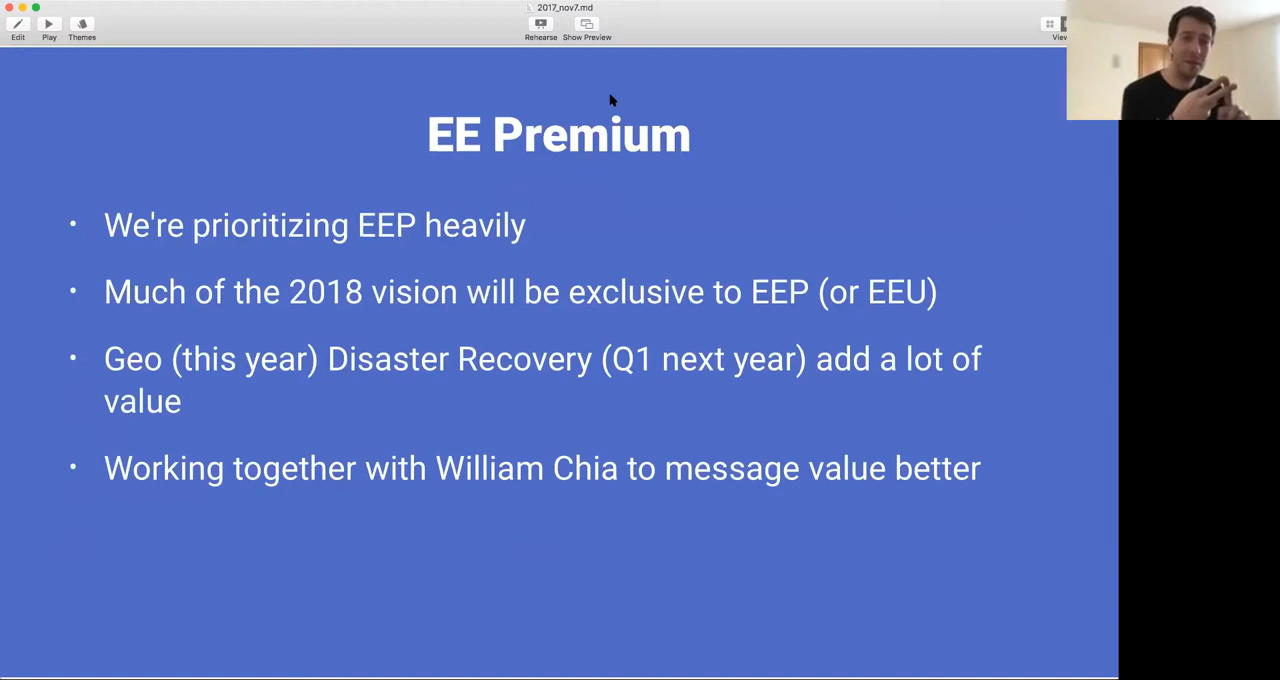 2017_nov7.md
Edit
Play
Themes
Rehearse
Show Preview
View
EE Premium
• We're prioritizing EEP heavily
• Much of the 2018 vision will be exclusive to EEP (or EEU)
• Geo (this year) Disaster Recovery (Q1 next year) add a lot of
value
• Working together with William Chia to message value better